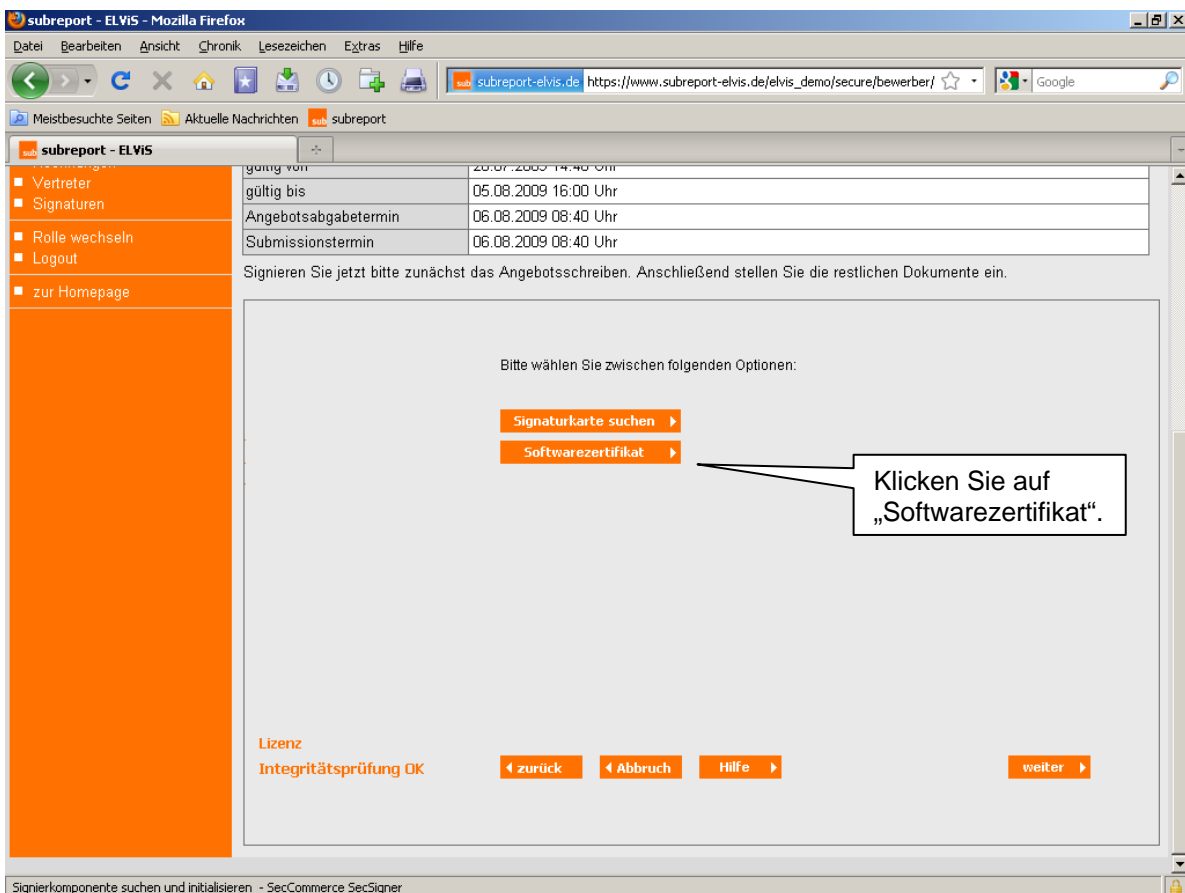 subreport - ELViS - Mozilla Firefox
Datei Bearbeiten Ansicht Chronik Lesezeichen Extras Hilfe
sub subreport-elvis.de https://www.subreport-elvis.de/elvis_demo/secure/bewerber/ Google
Meistbesuchte Seiten Aktuelle Nachrichten sub subreport
sub subreport - ELViS
gültig von
Vertreter
gültig bis 05.08.2009 16:00 Uhr
Signaturen
Angebotsabgabetermin 06.08.2009 08:40 Uhr
Rolle wechseln
Submissionstermin 06.08.2009 08:40 Uhr
Logout
Signieren Sie jetzt bitte zunächst das Angebotsschreiben. Anschließend stellen Sie die restlichen Dokumente ein.
zur Homepage
Bitte wählen Sie zwischen folgenden Optionen:
Signaturkarte suchen
Softwarezertifikat
Klicken Sie auf
„Softwarezertifikat“.
Lizenz
Integritätsprüfung OK zurück Abbruch Hilfe weiter
Signierkomponente suchen und initialisieren - SecCommerce SecSigner